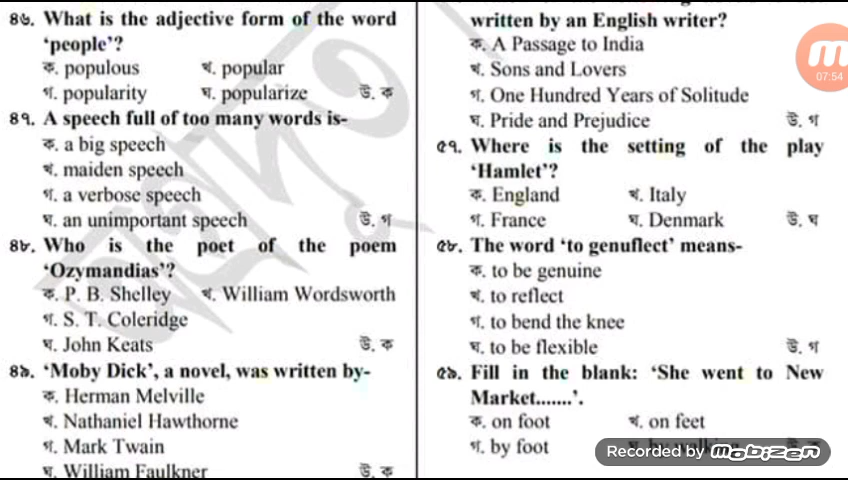 ৪৬. What is the adjective form of the word
'people'?
ক. populous খ. popular
গ. popularity ঘ. popularize উ. ক
৪৭. A speech full of too many words is-
ক. a big speech
খ. maiden speech
গ. a verbose speech
ঘ. an unimportant speech উ. গ
৪৮. Who is the poet of the poem
'Ozymandias'?
ক. P. B. Shelley খ. William Wordsworth
গ. S. T. Coleridge
ঘ. John Keats উ. ক
৪৯. 'Moby Dick', a novel, was written by-
ক. Herman Melville
খ. Nathaniel Hawthorne
গ. Mark Twain
ঘ. William Faulkner উ. ক
written by an English writer?
ক. A Passage to India
খ. Sons and Lovers
গ. One Hundred Years of Solitude
ঘ. Pride and Prejudice উ. গ
৫৭. Where is the setting of the play
'Hamlet'?
ক. England খ. Italy
গ. France ঘ. Denmark উ. ঘ
৫৮. The word 'to genuflect' means-
ক. to be genuine
খ. to reflect
গ. to bend the knee
ঘ. to be flexible উ. গ
৫৯. Fill in the blank: 'She went to New
Market.......'.
ক. on foot খ. on feet
গ. by foot
07:54
Recorded by Mobizen